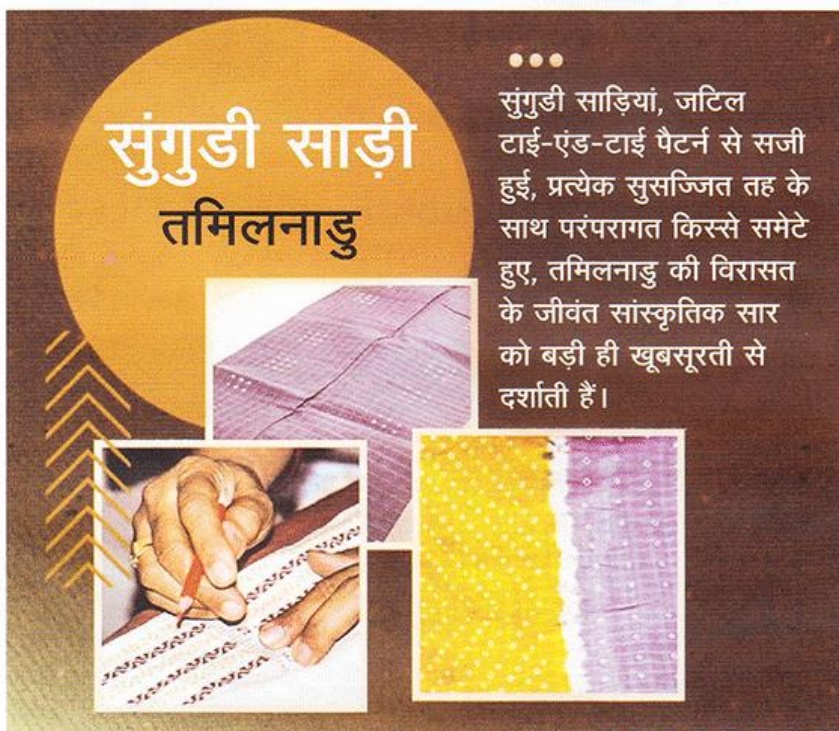 सुंगुडी साड़ी
तमिलनाडु
सुंगुडी साड़ियां, जटिल
टाई-एंड-टाई पैटर्न से सजी
हुई, प्रत्येक सुसज्जित तह के
साथ परंपरागत किस्से समेटे
हुए, तमिलनाडु की विरासत
के जीवंत सांस्कृतिक सार
को बड़ी ही खूबसूरती से
दर्शाती हैं।